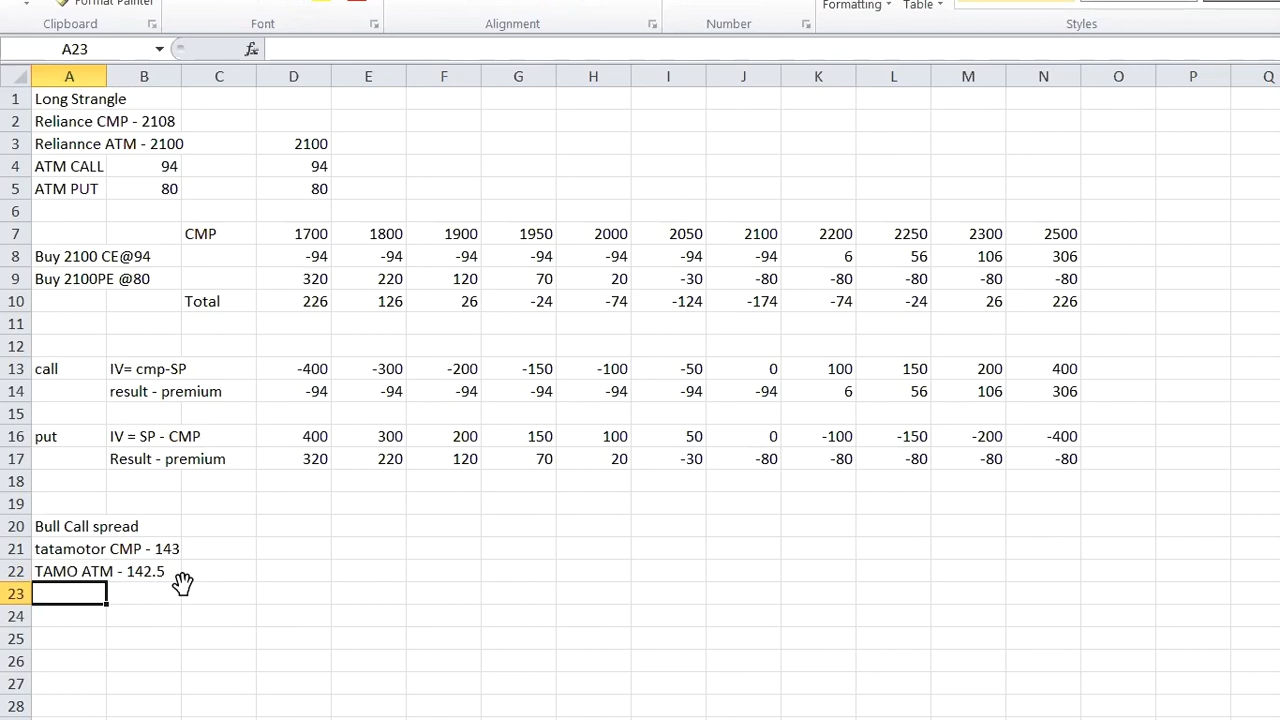 Format Painter
Formatting Table
Clipboard Font Alignment Number Styles
A23 fx
A B C D E F G H I J K L M N O P Q
1 Long Strangle
2 Reliance CMP - 2108
3 Reliannce ATM - 2100 2100
4 ATM CALL 94 94
5 ATM PUT 80 80
6
7 CMP 1700 1800 1900 1950 2000 2050 2100 2200 2250 2300 2500
8 Buy 2100 CE@94 -94 -94 -94 -94 -94 -94 -94 6 56 106 306
9 Buy 2100PE @80 320 220 120 70 20 -30 -80 -80 -80 -80 -80
10 Total 226 126 26 -24 -74 -124 -174 -74 -24 26 226
11
12
13 call IV= cmp-SP -400 -300 -200 -150 -100 -50 0 100 150 200 400
14 result - premium -94 -94 -94 -94 -94 -94 -94 6 56 106 306
15
16 put IV = SP - CMP 400 300 200 150 100 50 0 -100 -150 -200 -400
17 Result - premium 320 220 120 70 20 -30 -80 -80 -80 -80 -80
18
19
20 Bull Call spread
21 tatamotor CMP - 143
22 TAMO ATM - 142.5
23
24
25
26
27
28